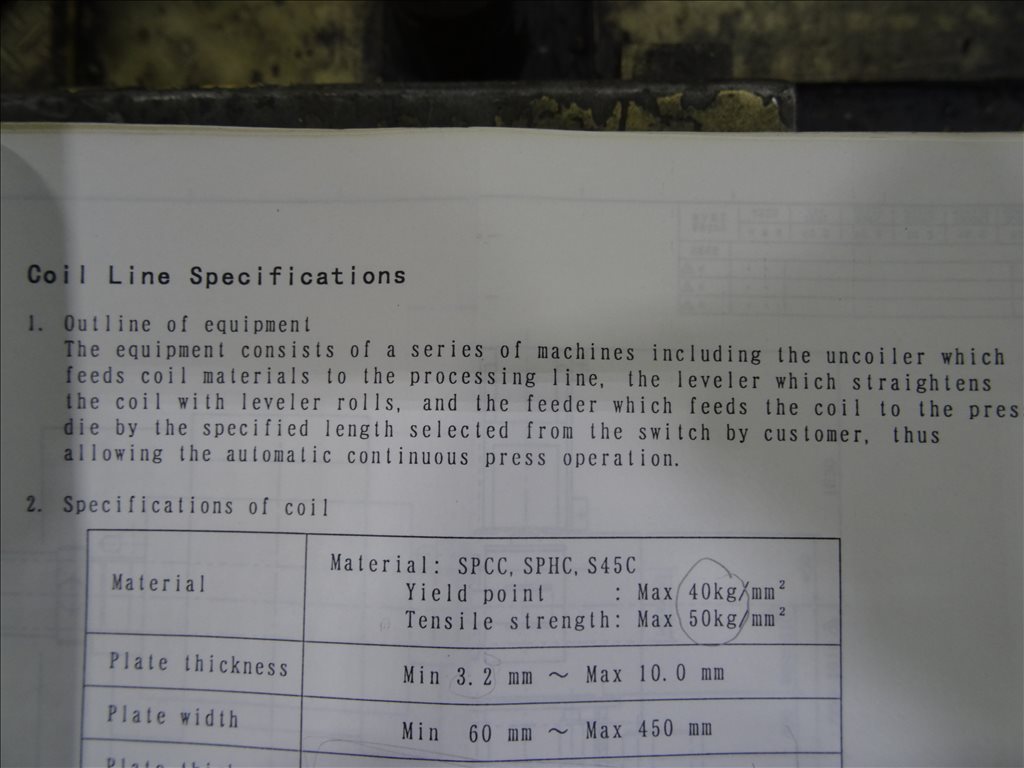 Coil Line Specifications
1. Outline of equipment
The equipment consists of a series of machines including the uncoiler which
feeds coil materials to the processing line, the leveler which straightens
the coil with leveler rolls, and the feeder which feeds the coil to the pres
die by the specified length selected from the switch by customer, thus
allowing the automatic continuous press operation.
2. Specifications of coil
Material
Material: SPCC, SPHC, S45C
Yield point : Max 40kg/mm²
Tensile strength: Max 50kg/mm²
Plate thickness
Min 3.2 mm ～ Max 10.0 mm
Plate width
Min 60 mm ～ Max 450 mm
Plate